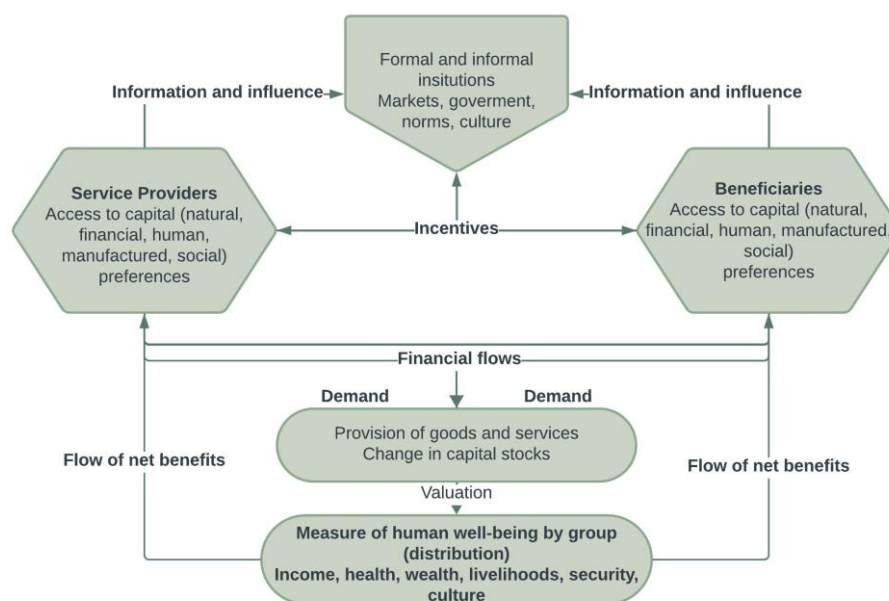 Formal and informal
insitutions
Markets, goverment,
norms, culture
Information and influence
Information and influence
Service Providers
Access to capital (natural,
financial, human,
manufactured, social)
preferences
Incentives
Beneficiaries
Access to capital (natural,
financial, human, manufactured,
social)
preferences
Financial flows
Demand
Demand
Provision of goods and services
Change in capital stocks
Flow of net benefits
Flow of net benefits
Valuation
Measure of human well-being by group
(distribution)
Income, health, wealth, livelihoods, security,
culture